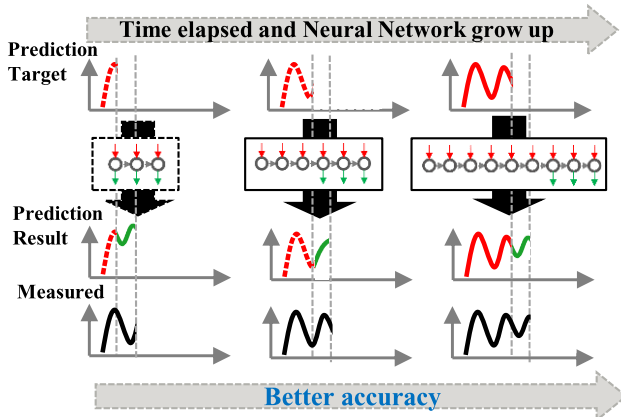 Time elapsed and Neural Network grow up
Prediction
Target
Prediction
Result
Measured
Better accuracy